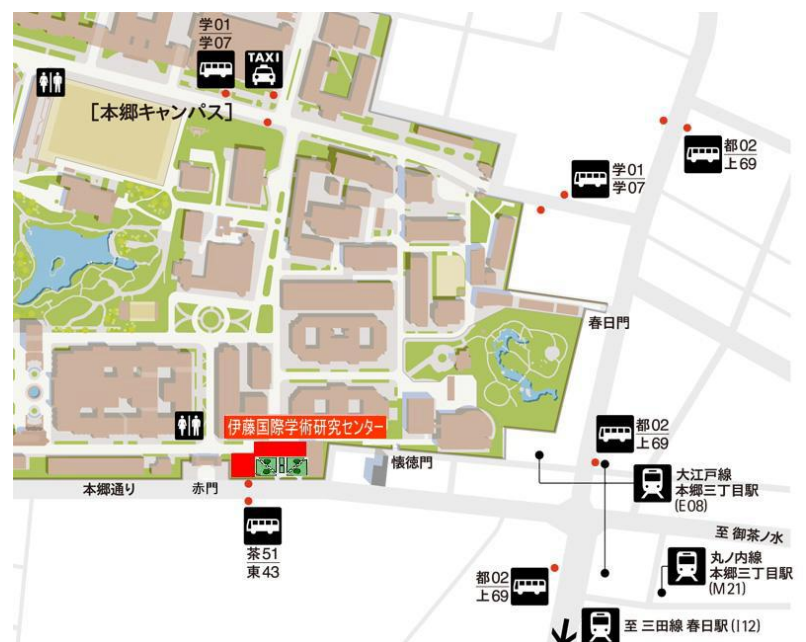 学01
学07
TAXI
[本郷キャンパス]
都02
上69
学01
学07
春日門
伊藤国際学術研究センター
都02
上69
懐徳門
大江戸線
本郷三丁目駅
(E08)
本郷通り
赤門
至 御茶ノ水
茶51
東43
丸ノ内線
本郷三丁目駅
(M21)
都02
上69
至 三田線 春日駅(I12)